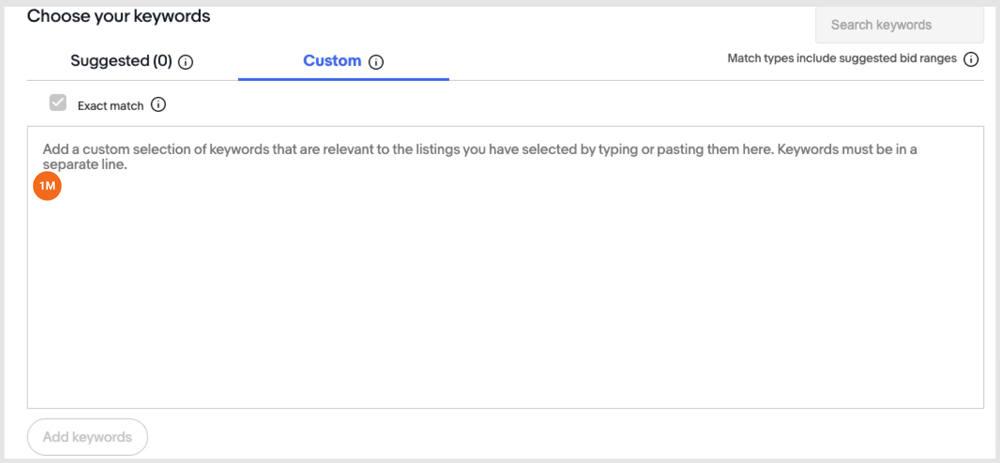 Choose your keywords
Search keywords
Suggested (0)
Custom
Match types include suggested bid ranges
Exact match
Add a custom selection of keywords that are relevant to the listings you have selected by typing or pasting them here. Keywords must be in a
separate line.
1M
Add keywords